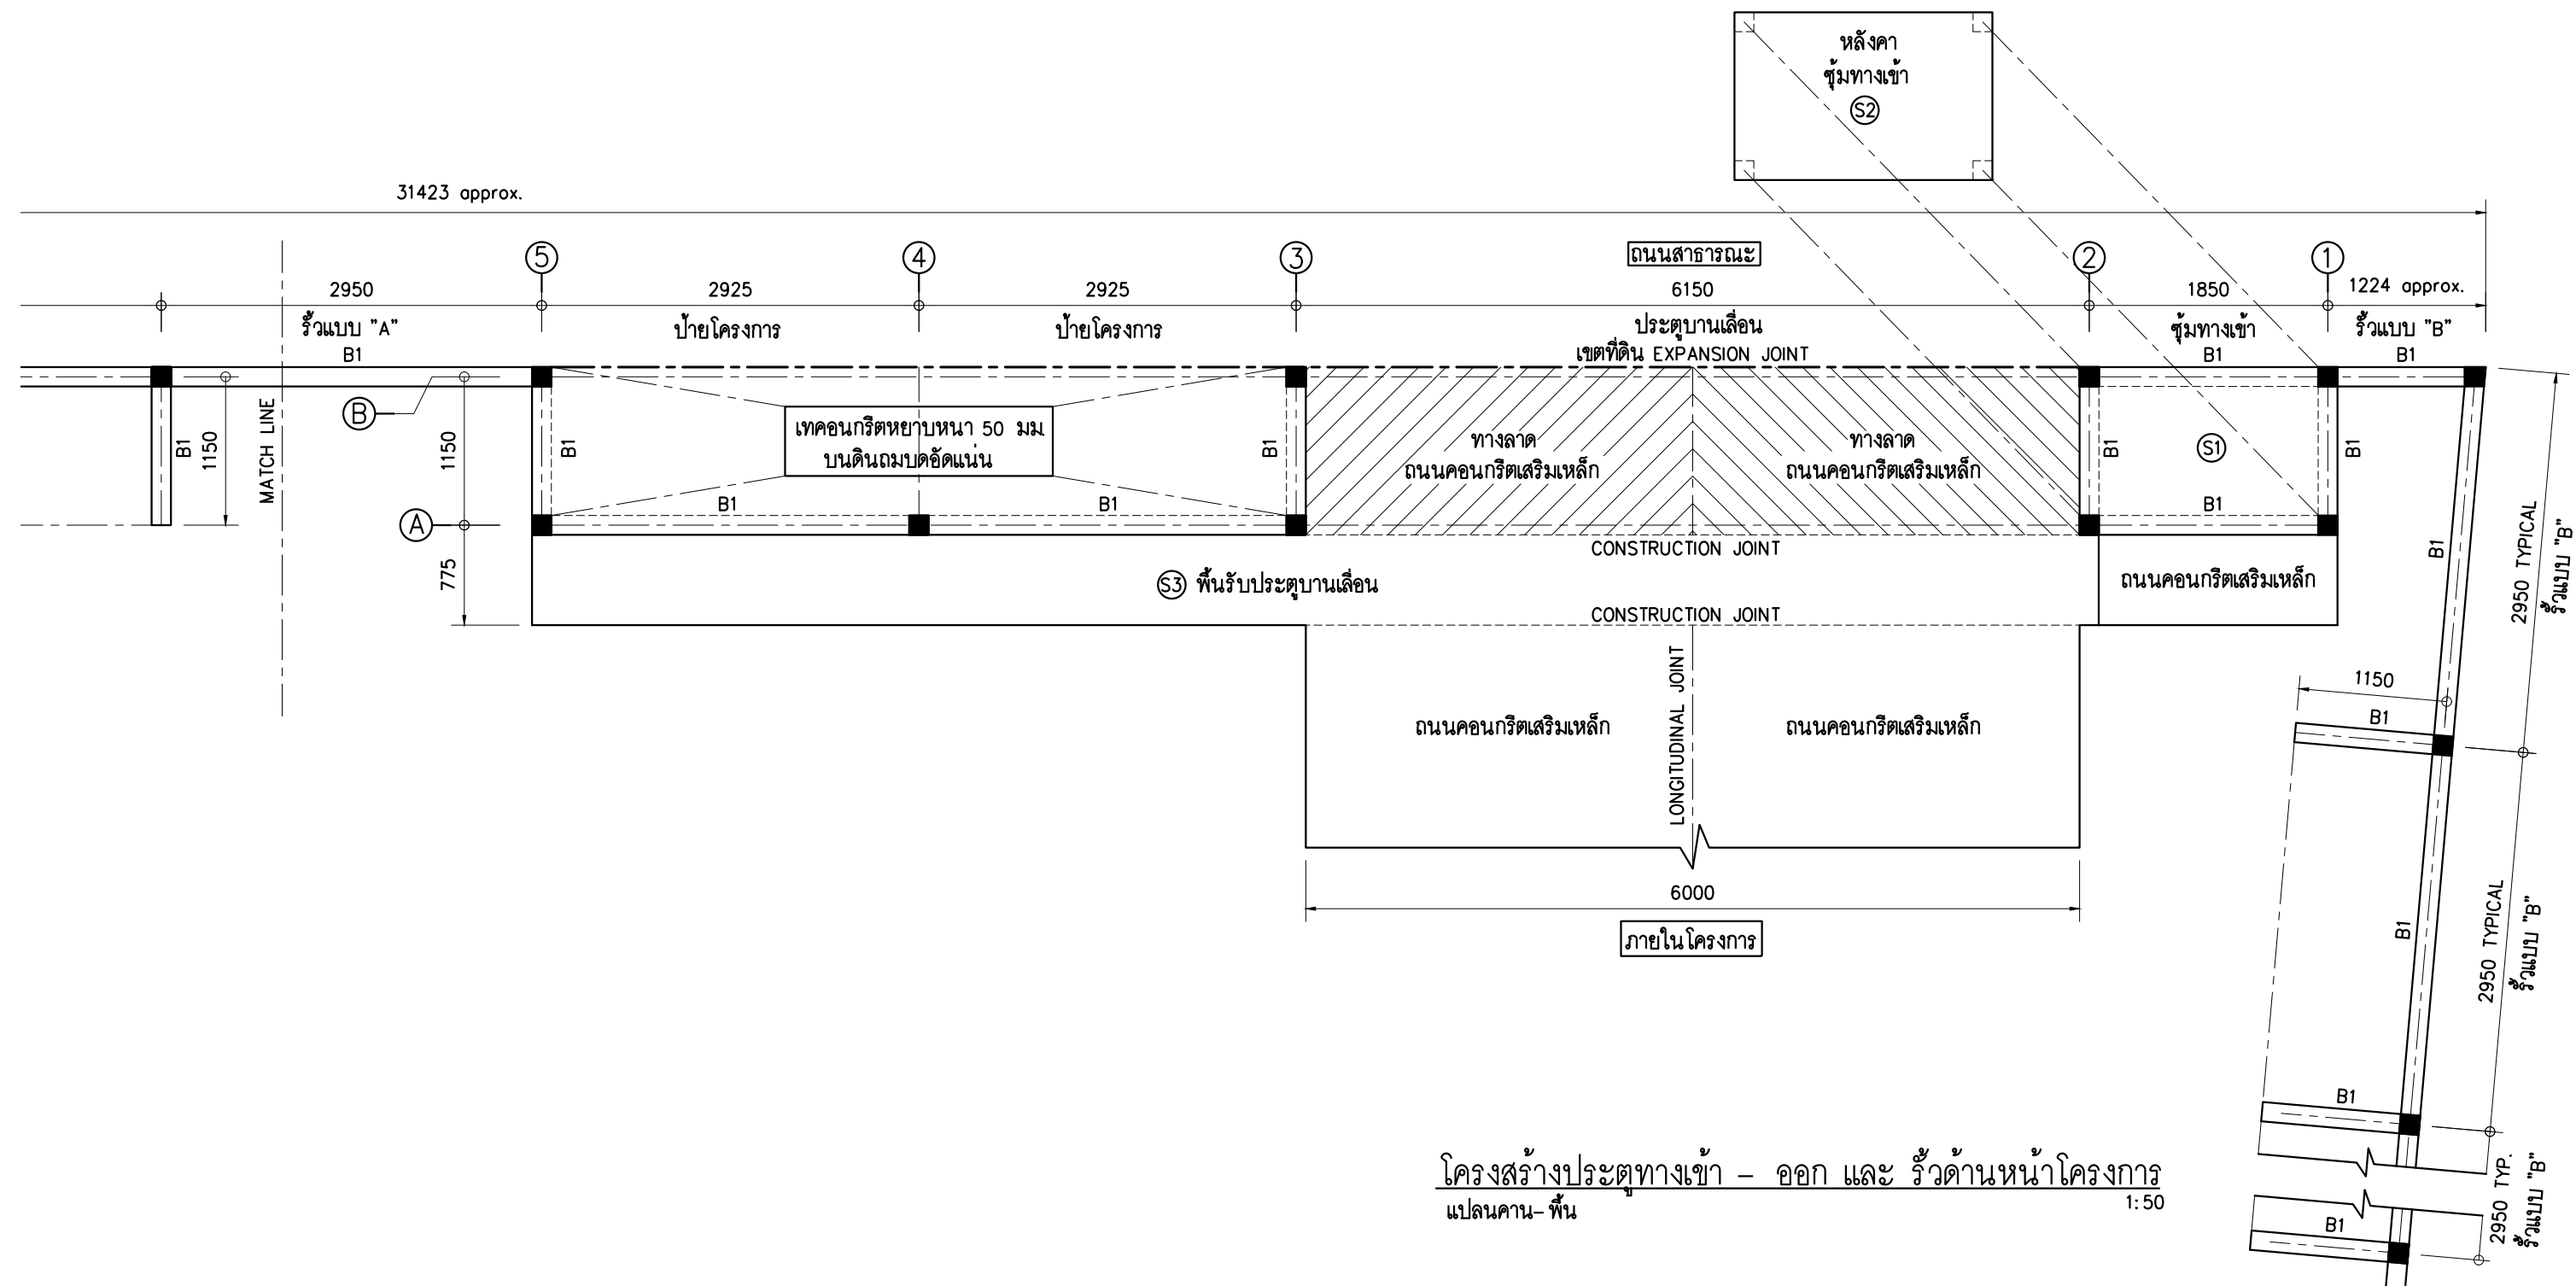 หลังคา
ซุ้มทางเข้า
S2
31423 approx.
5
4
3
ถนนสาธารณะ
2
1
2950
2925
2925
6150
1850
1224 approx.
รั้วแบบ "A"
ป้ายโครงการ
ป้ายโครงการ
ประตูบานเลื่อน
ซุ้มทางเข้า
รั้วแบบ "B"
B1
เขตที่ดิน EXPANSION JOINT
B1
B1
B
A
B1
1150
MATCH LINE
1150
775
B1
เทคอนกรีตหยาบหนา 50 มม.
บนดินถมบดอัดแน่น
B1
B1
B1
ทางลาด
ถนนคอนกรีตเสริมเหล็ก
ทางลาด
ถนนคอนกรีตเสริมเหล็ก
B1
S1
B1
B1
CONSTRUCTION JOINT
S3 พื้นรับประตูบานเลื่อน
ถนนคอนกรีตเสริมเหล็ก
CONSTRUCTION JOINT
B1
2950 TYPICAL
รั้วแบบ "B"
LONGITUDINAL JOINT
ถนนคอนกรีตเสริมเหล็ก
ถนนคอนกรีตเสริมเหล็ก
1150
B1
6000
ภายในโครงการ
B1
2950 TYPICAL
รั้วแบบ "B"
B1
โครงสร้างประตูทางเข้า - ออก และ รั้วด้านหน้าโครงการ
แปลนคาน-พื้น
1:50
B1
2950 TYP.
รั้วแบบ "B"